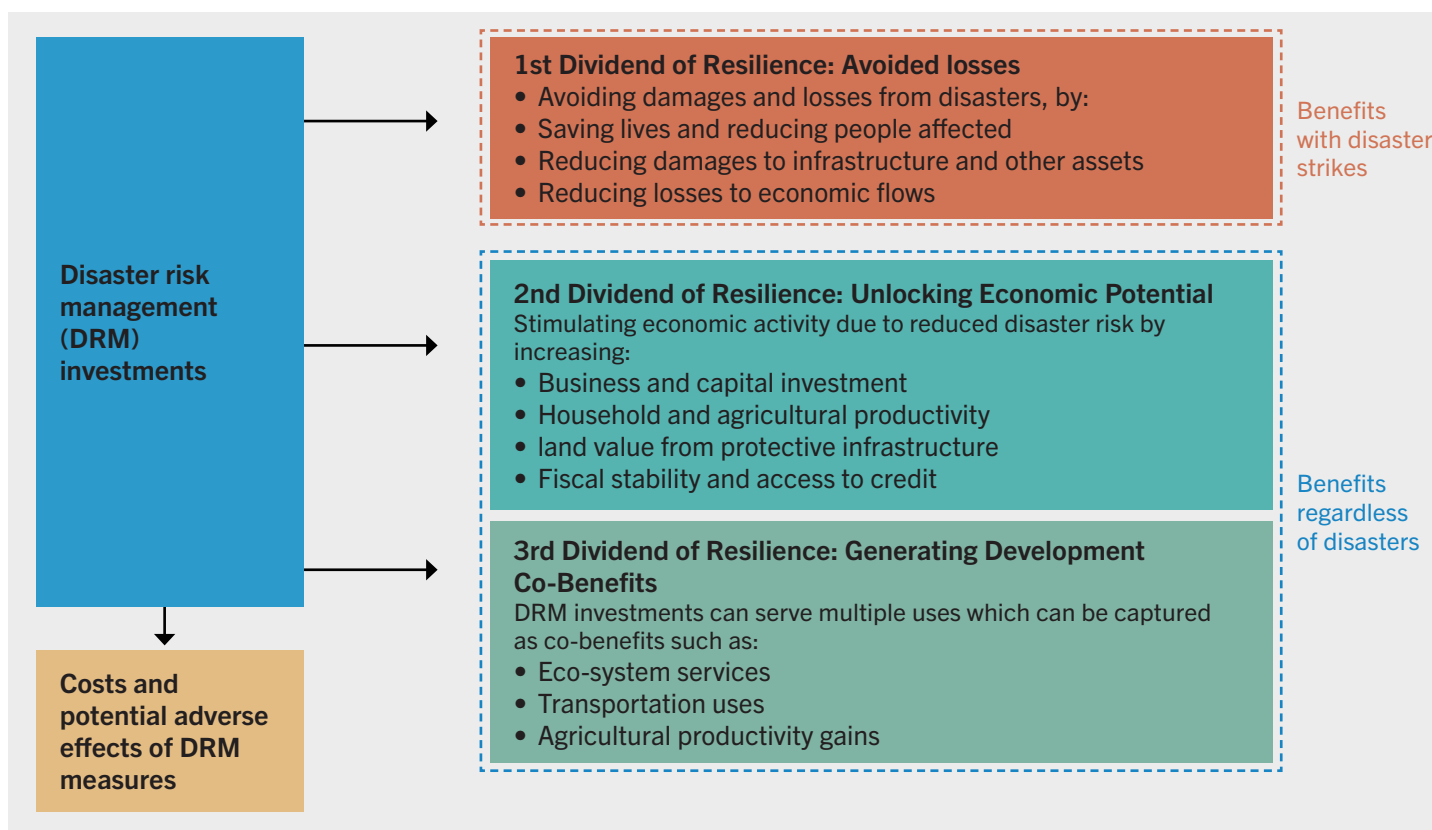 Disaster risk
management
(DRM)
investments
Costs and
potential adverse
effects of DRM
measures
1st Dividend of Resilience: Avoided losses
• Avoiding damages and losses from disasters, by:
• Saving lives and reducing people affected
• Reducing damages to infrastructure and other assets
• Reducing losses to economic flows
Benefits
with disaster
strikes
2nd Dividend of Resilience: Unlocking Economic Potential
Stimulating economic activity due to reduced disaster risk by
increasing:
• Business and capital investment
• Household and agricultural productivity
• land value from protective infrastructure
• Fiscal stability and access to credit
3rd Dividend of Resilience: Generating Development
Co-Benefits
DRM investments can serve multiple uses which can be captured
as co-benefits such as:
• Eco-system services
• Transportation uses
• Agricultural productivity gains
Benefits
regardless
of disasters